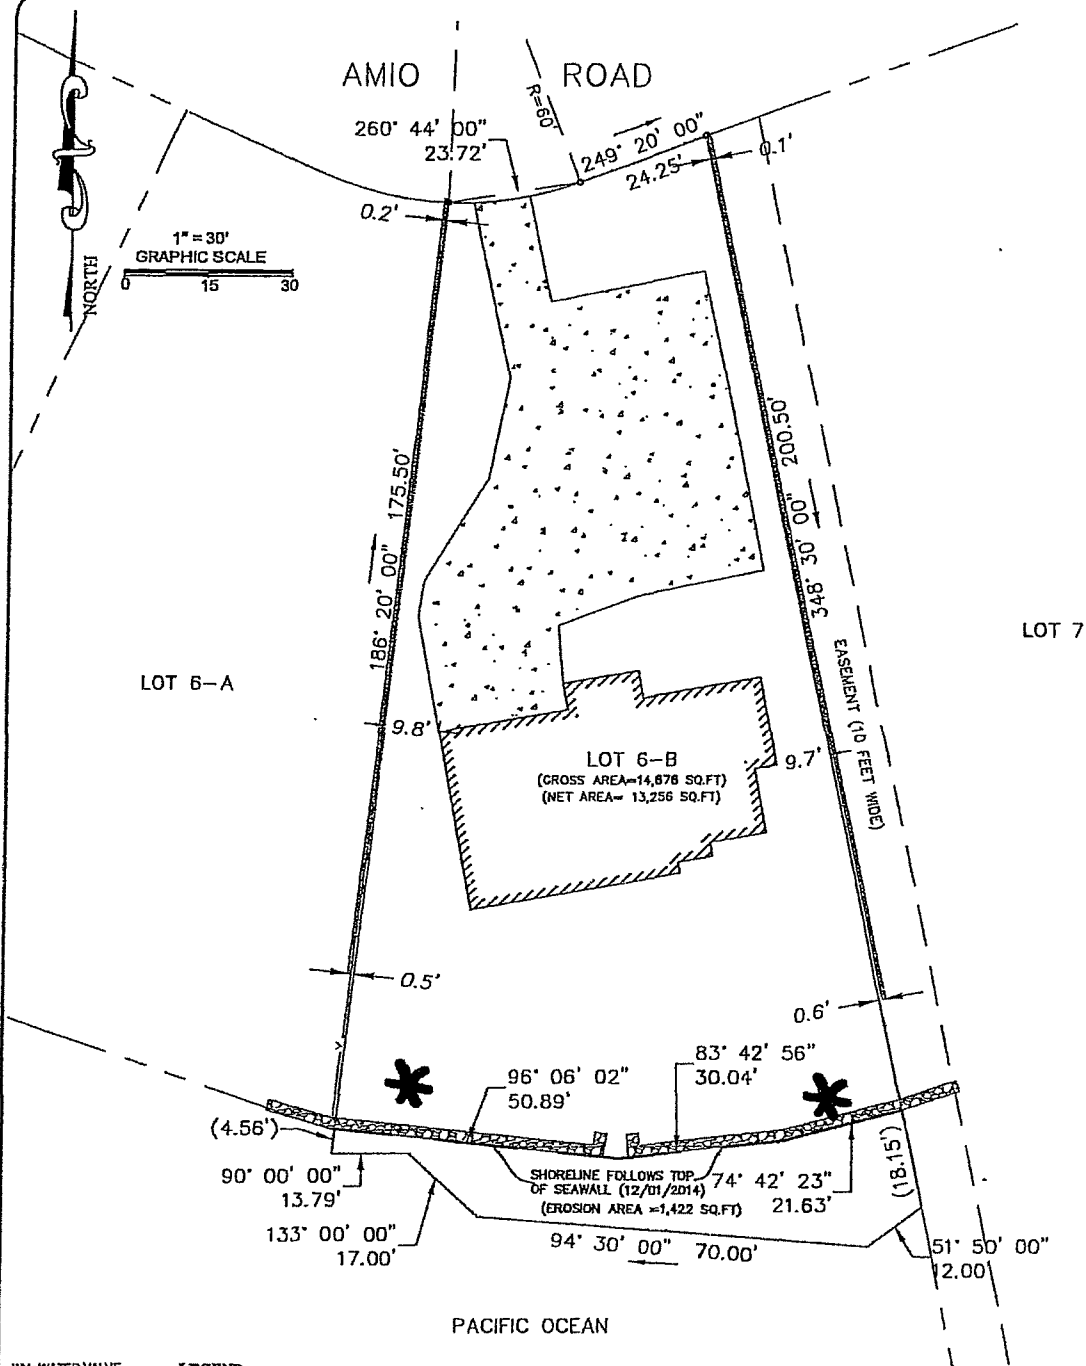 AMIO ROAD
R=60'
260° 44' 00"
23.72'
249° 20' 00"
24.25'
0.1'
0.2'
1" = 30'
GRAPHIC SCALE
0 15 30
NORTH
186° 20' 00" 175.50'
348° 30' 00" 200.50'
LOT 7
LOT 6-A
EASEMENT (10 FEET WIDE)
9.8'
LOT 6-B
(GROSS AREA=14,678 SQ.FT)
(NET AREA= 13,256 SQ.FT)
9.7'
0.5'
0.6'
96° 06' 02"
50.89'
83° 42' 56"
30.04'
(4.56')
90° 00' 00"
13.79'
133° 00' 00"
17.00'
SHORELINE FOLLOWS TOP
OF SEAWALL (12/01/2014)
(EROSION AREA =1,422 SQ.FT)
74° 42' 23"
21.63'
(18.15')
94° 30' 00" 70.00'
51° 50' 00"
12.00'
PACIFIC OCEAN